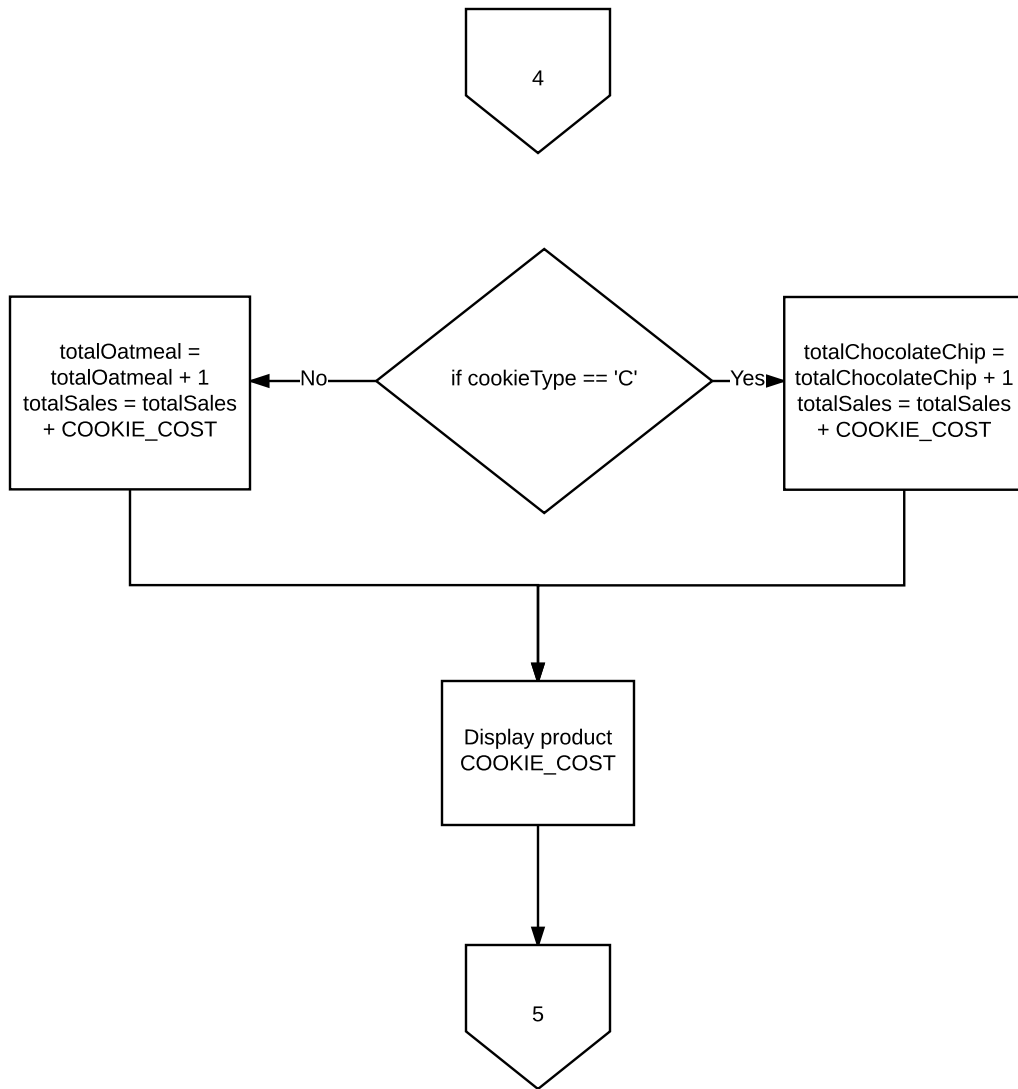 4
totalOatmeal =
totalOatmeal + 1
totalSales = totalSales
+ COOKIE_COST
No
if cookieType == 'C'
Yes
totalChocolateChip =
totalChocolateChip + 1
totalSales = totalSales
+ COOKIE_COST
Display product
COOKIE_COST
5